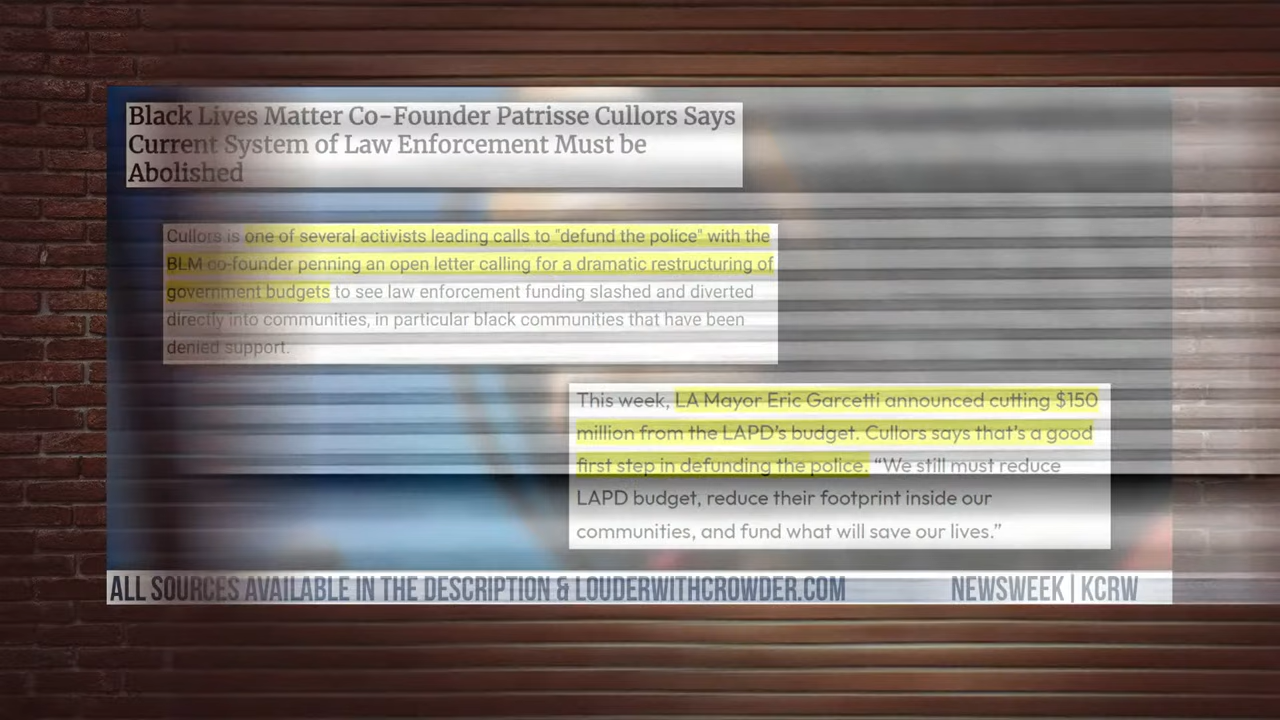 Black Lives Matter Co-Founder Patrisse Cullors Says
Current System of Law Enforcement Must be
Abolished
Cullors is one of several activists leading calls to "defund the police" with the
BLM co-founder penning an open letter calling for a dramatic restructuring of
government budgets to see law enforcement funding slashed and diverted
directly into communities, in particular black communities that have been
denied support.
This week, LA Mayor Eric Garcetti announced cutting $150
million from the LAPD’s budget. Cullors says that’s a good
first step in defunding the police. “We still must reduce
LAPD budget, reduce their footprint inside our
communities, and fund what will save our lives.”
ALL SOURCES AVAILABLE IN THE DESCRIPTION & LOUDERWITHCROWDER.COM
NEWSWEEK | KCRW